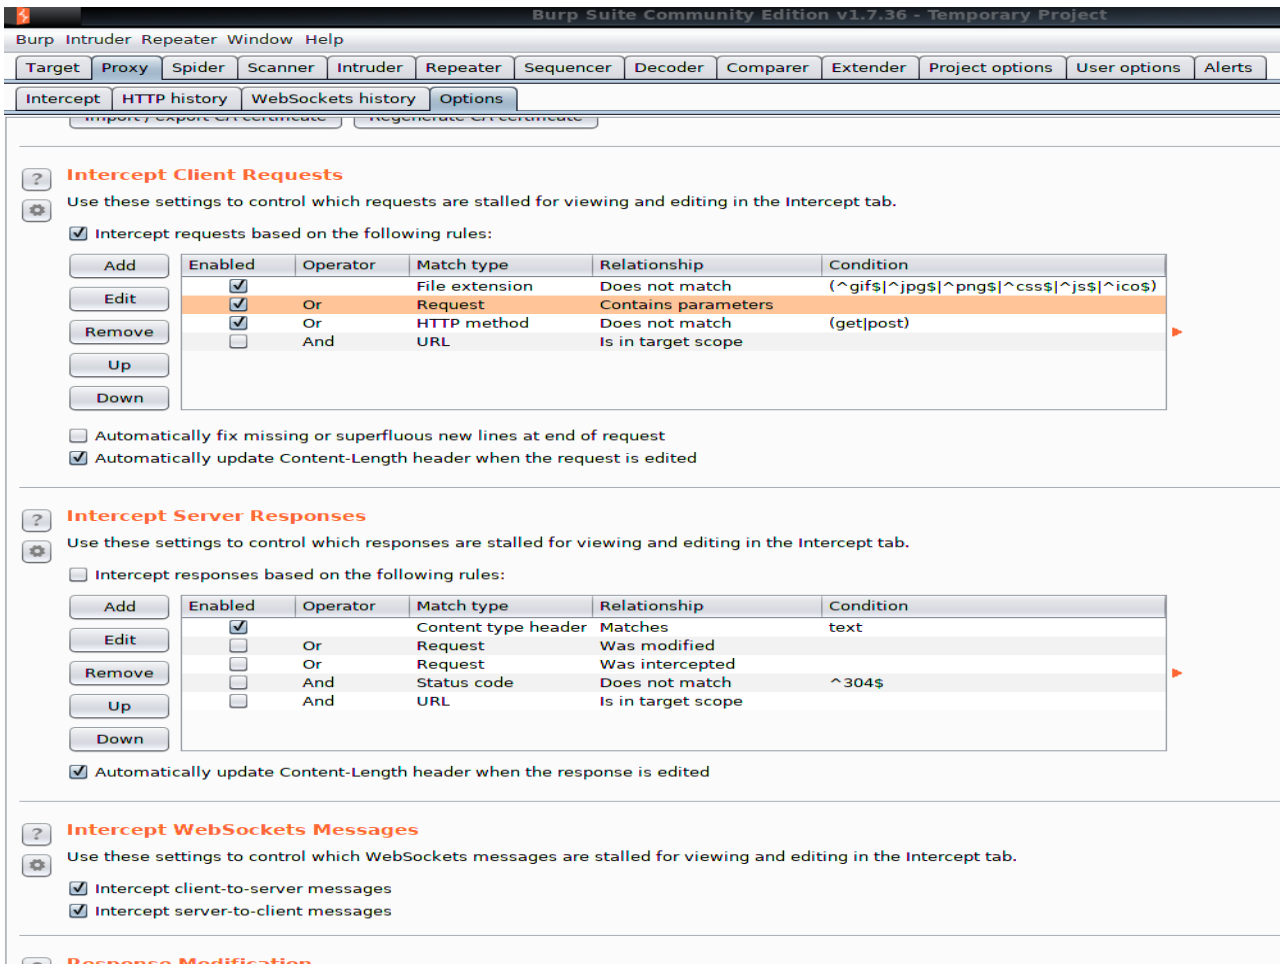 Burp Suite Community Edition v1.7.36 - Temporary Project
Burp Intruder Repeater Window Help
Target Proxy Spider Scanner Intruder Repeater Sequencer Decoder Comparer Extender Project options User options Alerts
Intercept HTTP history WebSockets history Options
Import / export CA certificate Regenerate CA certificate
? Intercept Client Requests
Use these settings to control which requests are stalled for viewing and editing in the Intercept tab.
Intercept requests based on the following rules:
Add Enabled Operator Match type Relationship Condition
File extension Does not match (^gif$|^jpg$|^png$|^css$|^js$|^ico$)
Edit Or Request Contains parameters
Or HTTP method Does not match (get|post)
Remove And URL Is in target scope
Up
Down
Automatically fix missing or superfluous new lines at end of request
Automatically update Content-Length header when the request is edited
? Intercept Server Responses
Use these settings to control which responses are stalled for viewing and editing in the Intercept tab.
Intercept responses based on the following rules:
Add Enabled Operator Match type Relationship Condition
Content type header Matches text
Edit Or Request Was modified
Or Request Was intercepted
Remove And Status code Does not match ^304$
Up And URL Is in target scope
Down
Automatically update Content-Length header when the response is edited
? Intercept WebSockets Messages
Use these settings to control which WebSockets messages are stalled for viewing and editing in the Intercept tab.
Intercept client-to-server messages
Intercept server-to-client messages
Response Modification